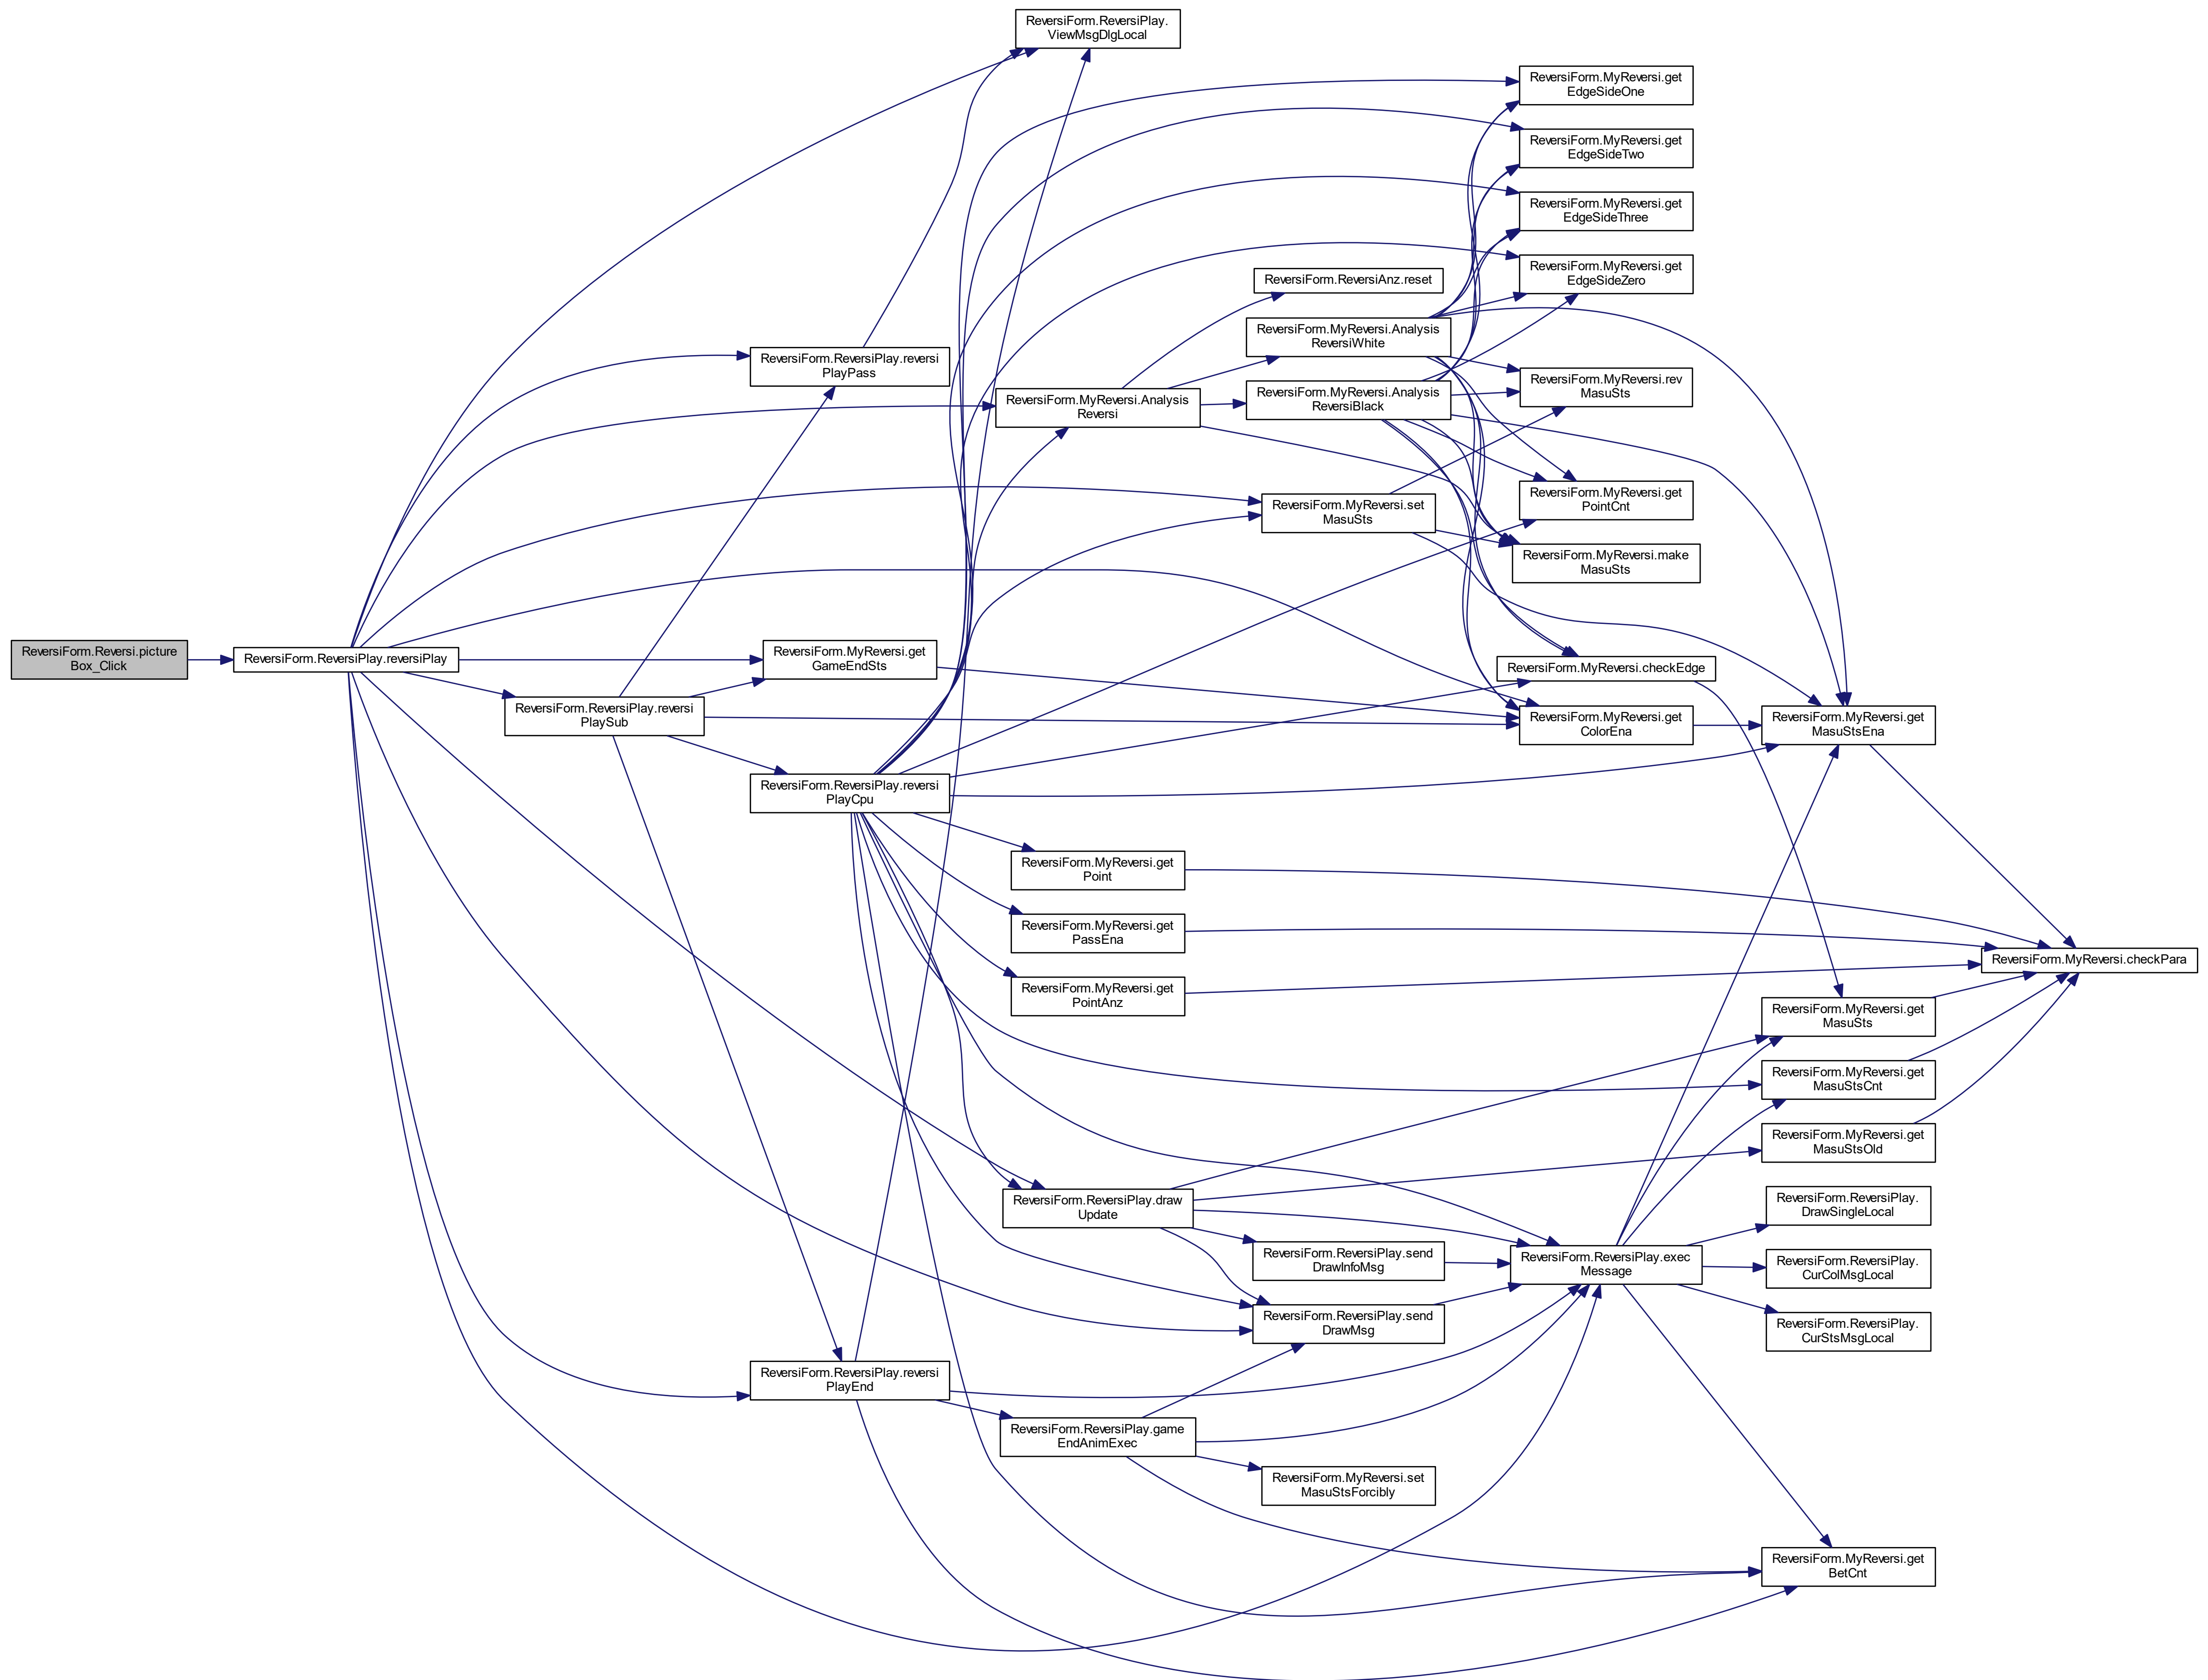 ReversiForm.Reversi.picture
Box_Click
ReversiForm.ReversiPlay.reversiPlay
ReversiForm.ReversiPlay.reversi
PlaySub
ReversiForm.ReversiPlay.reversi
PlayPass
ReversiForm.MyReversi.get
GameEndSts
ReversiForm.ReversiPlay.reversi
PlayCpu
ReversiForm.ReversiPlay.reversi
PlayEnd
ReversiForm.ReversiPlay.
ViewMsgDlgLocal
ReversiForm.MyReversi.Analysis
Reversi
ReversiForm.MyReversi.get
Point
ReversiForm.MyReversi.get
PassEna
ReversiForm.MyReversi.get
PointAnz
ReversiForm.ReversiPlay.draw
Update
ReversiForm.ReversiPlay.game
EndAnimExec
ReversiForm.ReversiAnz.reset
ReversiForm.MyReversi.Analysis
ReversiWhite
ReversiForm.MyReversi.Analysis
ReversiBlack
ReversiForm.MyReversi.set
MasuSts
ReversiForm.ReversiPlay.send
DrawInfoMsg
ReversiForm.ReversiPlay.send
DrawMsg
ReversiForm.MyReversi.set
MasuStsForcibly
ReversiForm.MyReversi.get
EdgeSideOne
ReversiForm.MyReversi.get
EdgeSideTwo
ReversiForm.MyReversi.get
EdgeSideThree
ReversiForm.MyReversi.get
EdgeSideZero
ReversiForm.MyReversi.rev
MasuSts
ReversiForm.MyReversi.get
PointCnt
ReversiForm.MyReversi.make
MasuSts
ReversiForm.MyReversi.checkEdge
ReversiForm.MyReversi.get
ColorEna
ReversiForm.ReversiPlay.exec
Message
ReversiForm.MyReversi.get
MasuStsEna
ReversiForm.MyReversi.get
MasuSts
ReversiForm.MyReversi.get
MasuStsCnt
ReversiForm.MyReversi.get
MasuStsOld
ReversiForm.ReversiPlay.
DrawSingleLocal
ReversiForm.ReversiPlay.
CurColMsgLocal
ReversiForm.ReversiPlay.
CurStsMsgLocal
ReversiForm.MyReversi.get
BetCnt
ReversiForm.MyReversi.checkPara